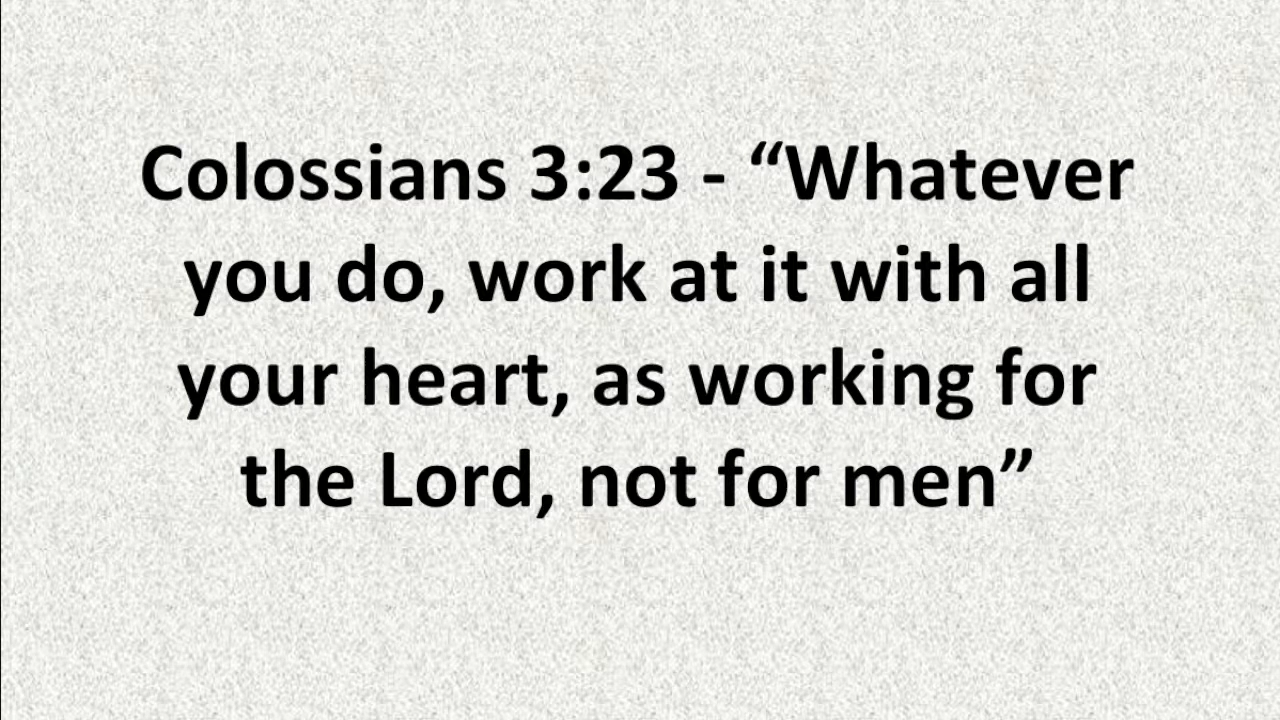 Colossians 3:23 - “Whatever
you do, work at it with all
your heart, as working for
the Lord, not for men”